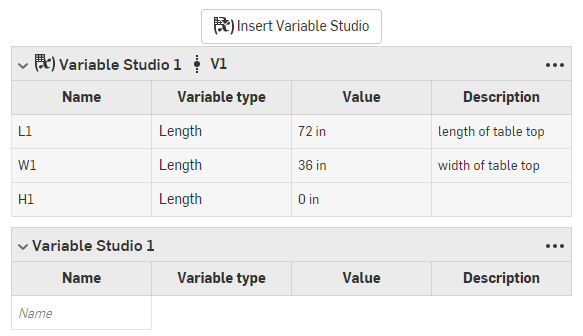 Insert Variable Studio
Variable Studio 1 V1
Name Variable type Value Description
L1 Length 72 in length of table top
W1 Length 36 in width of table top
H1 Length 0 in
Variable Studio 1
Name Variable type Value Description
Name